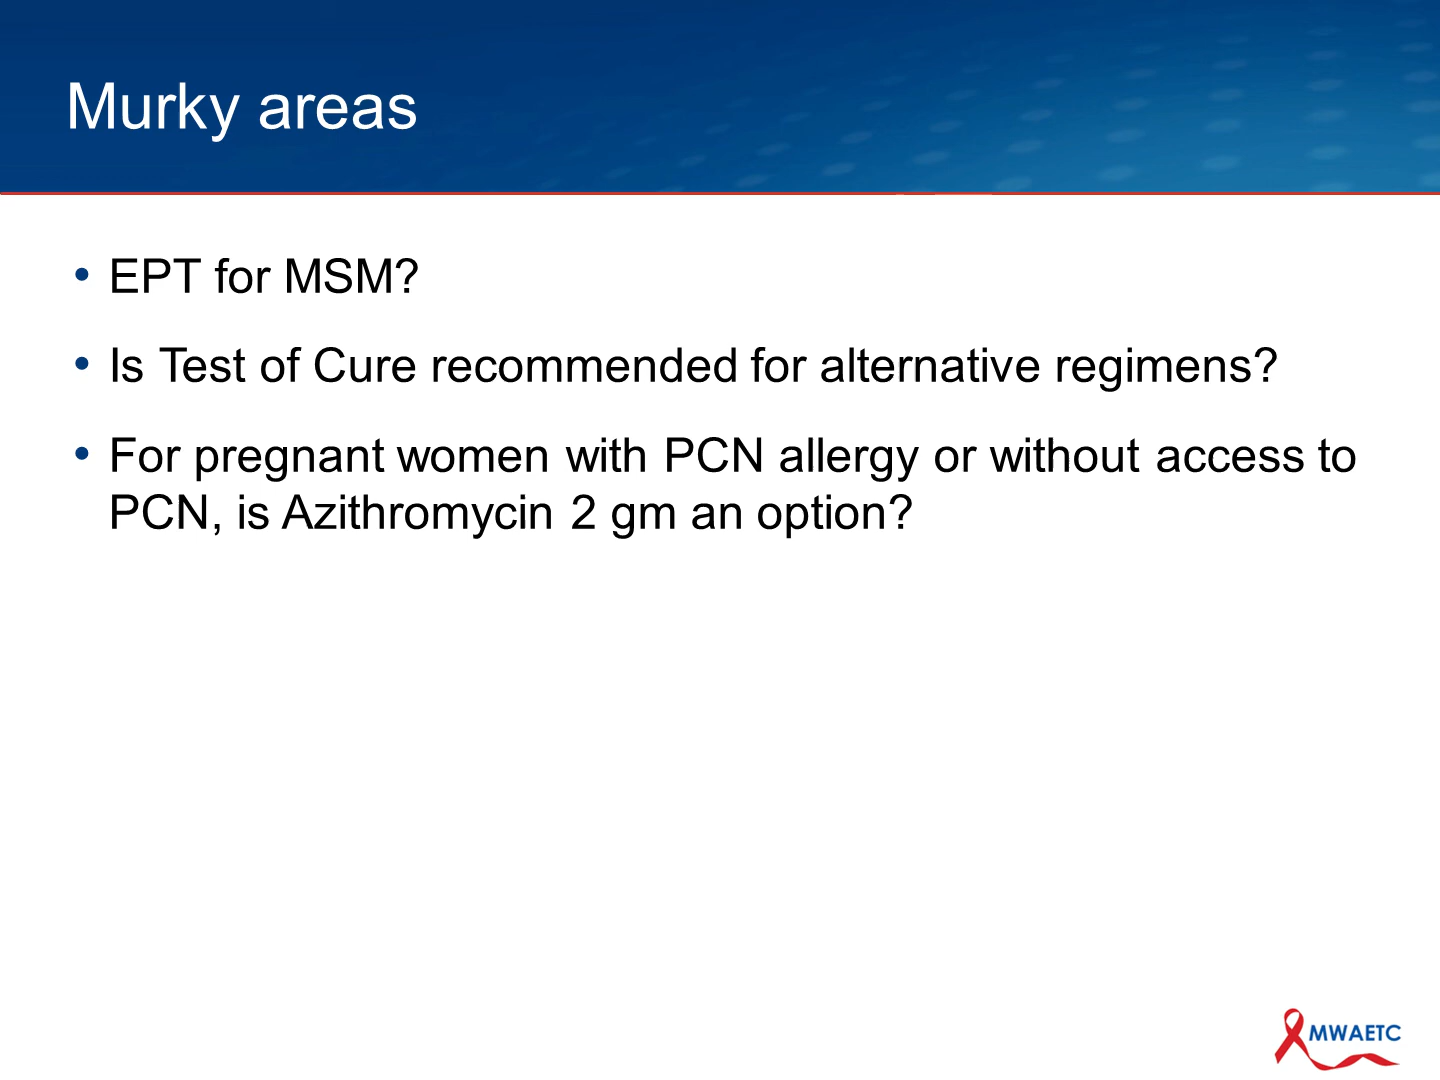 Murky areas
• EPT for MSM?
• Is Test of Cure recommended for alternative regimens?
• For pregnant women with PCN allergy or without access to
PCN, is Azithromycin 2 gm an option?
MWAETC